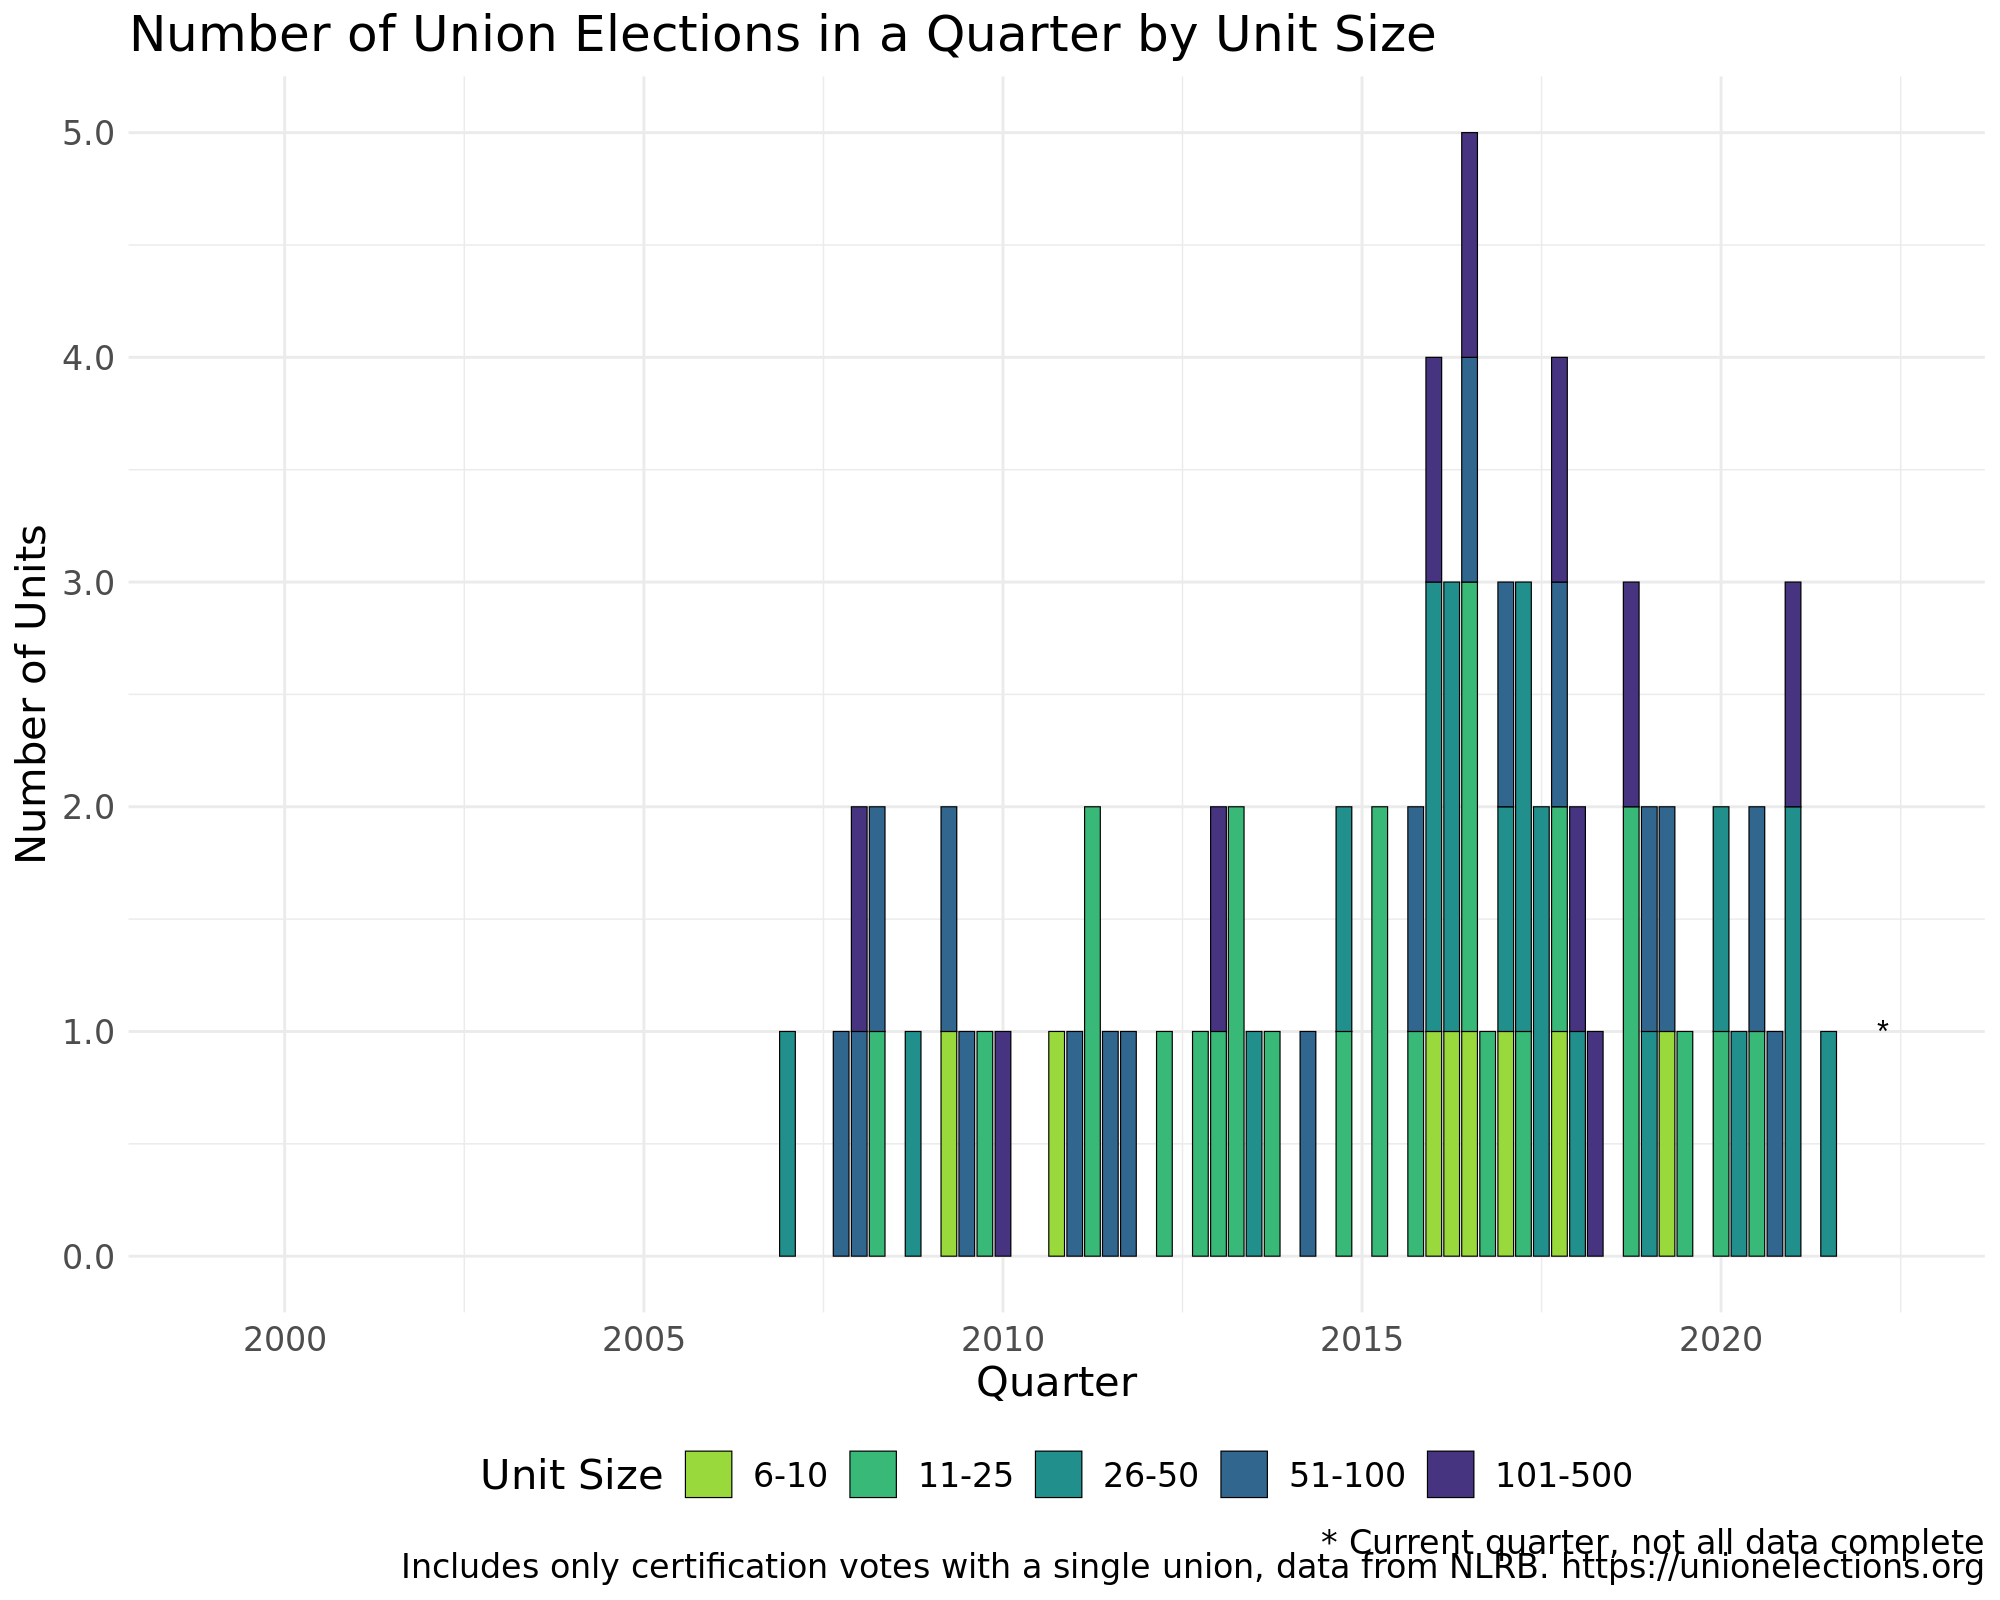 Number of Union Elections in a Quarter by Unit Size
Number of Units
5.0
4.0
3.0
2.0
1.0
0.0
*
2000 2005 2010 2015 2020
Quarter
Unit Size 6-10 11-25 26-50 51-100 101-500
* Current quarter, not all data complete
Includes only certification votes with a single union, data from NLRB. https://unionelections.org